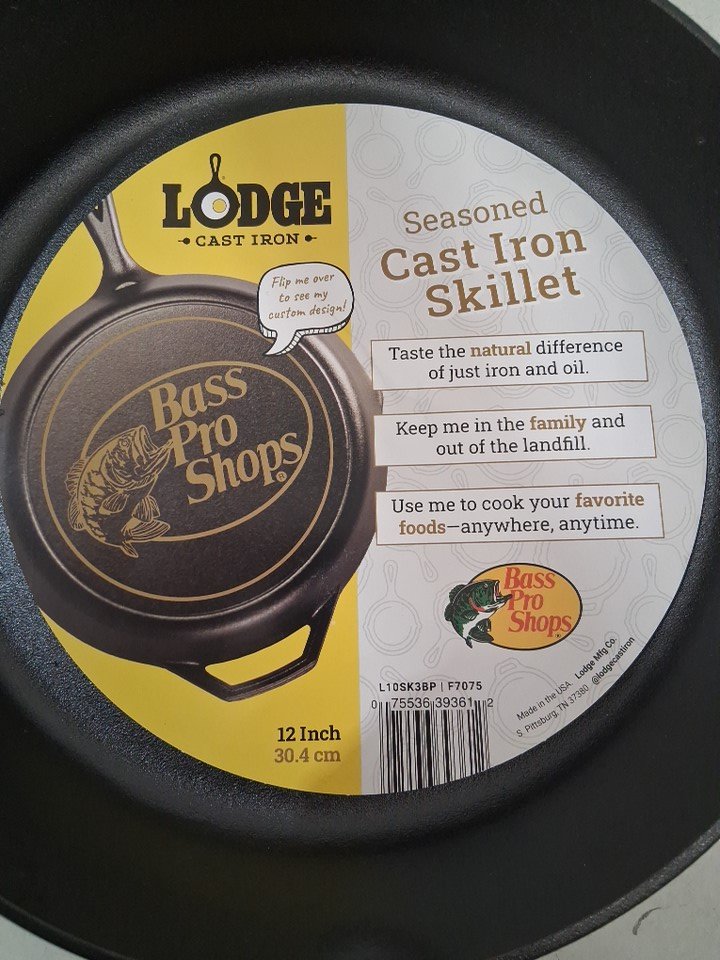 LODGE
CAST IRON
Flip me over
to see my
custom design!
Bass
Pro
Shops
®
Seasoned
Cast Iron
Skillet
Taste the natural difference
of just iron and oil.
Keep me in the family and
out of the landfill.
Use me to cook your favorite
foods—anywhere, anytime.
Bass
Pro
Shops
®
12 Inch
30.4 cm
L10SK3BP | F7075
0 75536 39361 2
Made in the USA. Lodge Mfg Co.
S. Pittsburg, TN 37380 @lodgecastiron